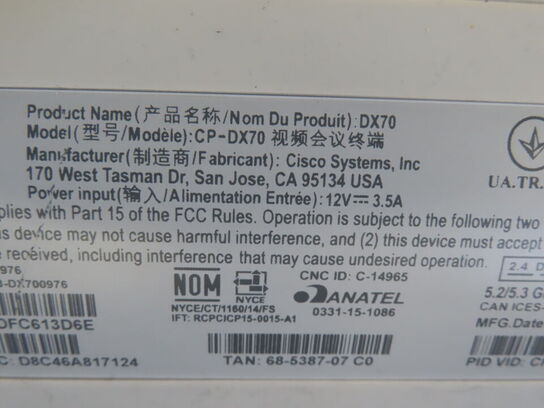 Product Name(产品名称/Nom Du Produit):DX70
Model(型号/Modèle):CP-DX70 视频会议终端
Manufacturer(制造商/Fabricant): Cisco Systems, Inc
170 West Tasman Dr, San Jose, CA 95134 USA
Power input(输入/Alimentation Entrée):12V⎓ 3.5A
UA.TR.
plies with Part 15 of the FCC Rules. Operation is subject to the following two
s device may not cause harmful interference, and (2) this device must accept
e received, including interference that may cause undesired operation.
976
-DX700976
DFC613D6E
C: D8C46A817124
NOM
NYCE
NYCE/CT/1160/14/FS
IFT: RCPCICP15-0015-A1
CNC ID: C-14965
ANATEL
0331-15-1086
2.4
5.2/5.3 G
CAN ICES-
MFG.Date
TAN: 68-5387-07 C0
PID VID: C